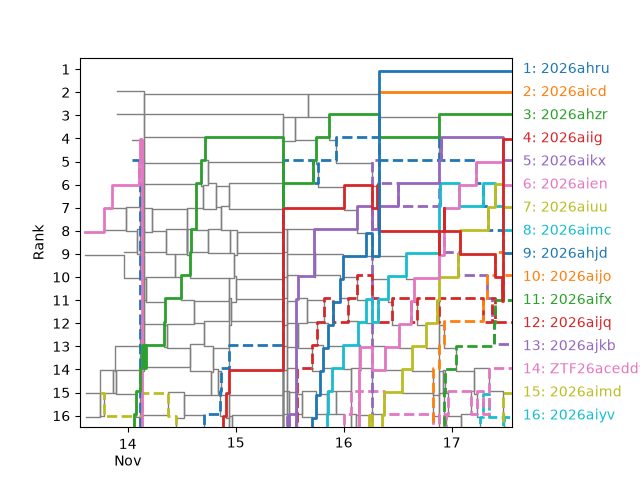 Rank
1
2
3
4
5
6
7
8
9
10
11
12
13
14
15
16
14
15
16
17
Nov
1: 2026ahru
2: 2026aicd
3: 2026ahzr
4: 2026aiig
5: 2026aikx
6: 2026aien
7: 2026aiuu
8: 2026aimc
9: 2026ahjd
10: 2026aijo
11: 2026aifx
12: 2026aijq
13: 2026ajkb
14: ZTF26acedd
15: 2026aimd
16: 2026aiyv